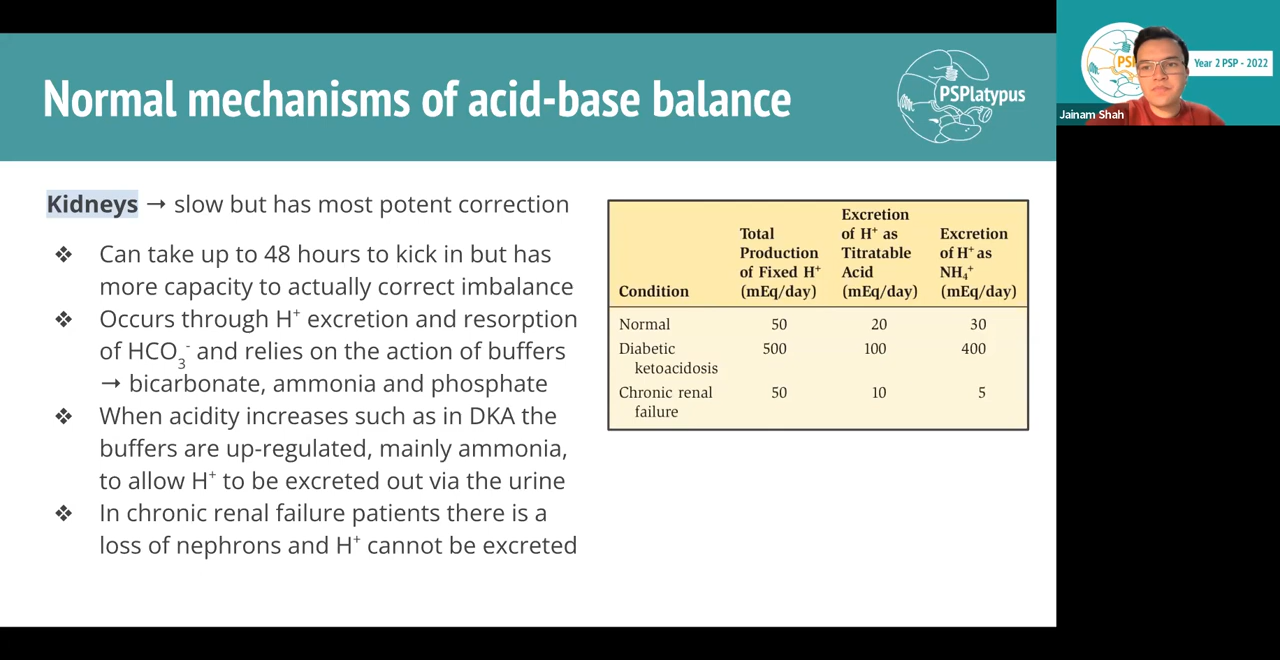 Normal mechanisms of acid-base balance
PSPlatypus
Kidneys → slow but has most potent correction
❖ Can take up to 48 hours to kick in but has
more capacity to actually correct imbalance
❖ Occurs through H⁺ excretion and resorption
of HCO₃⁻ and relies on the action of buffers
→ bicarbonate, ammonia and phosphate
❖ When acidity increases such as in DKA the
buffers are up-regulated, mainly ammonia,
to allow H⁺ to be excreted out via the urine
❖ In chronic renal failure patients there is a
loss of nephrons and H⁺ cannot be excreted
Condition
Total
Production
of Fixed H⁺
(mEq/day)
Excretion
of H⁺ as
Titratable
Acid
(mEq/day)
Excretion
of H⁺ as
NH₄⁺
(mEq/day)
Normal 50 20 30
Diabetic 500 100 400
ketoacidosis
Chronic renal 50 10 5
failure
PS
Year 2 PSP - 2022
Jainam Shah